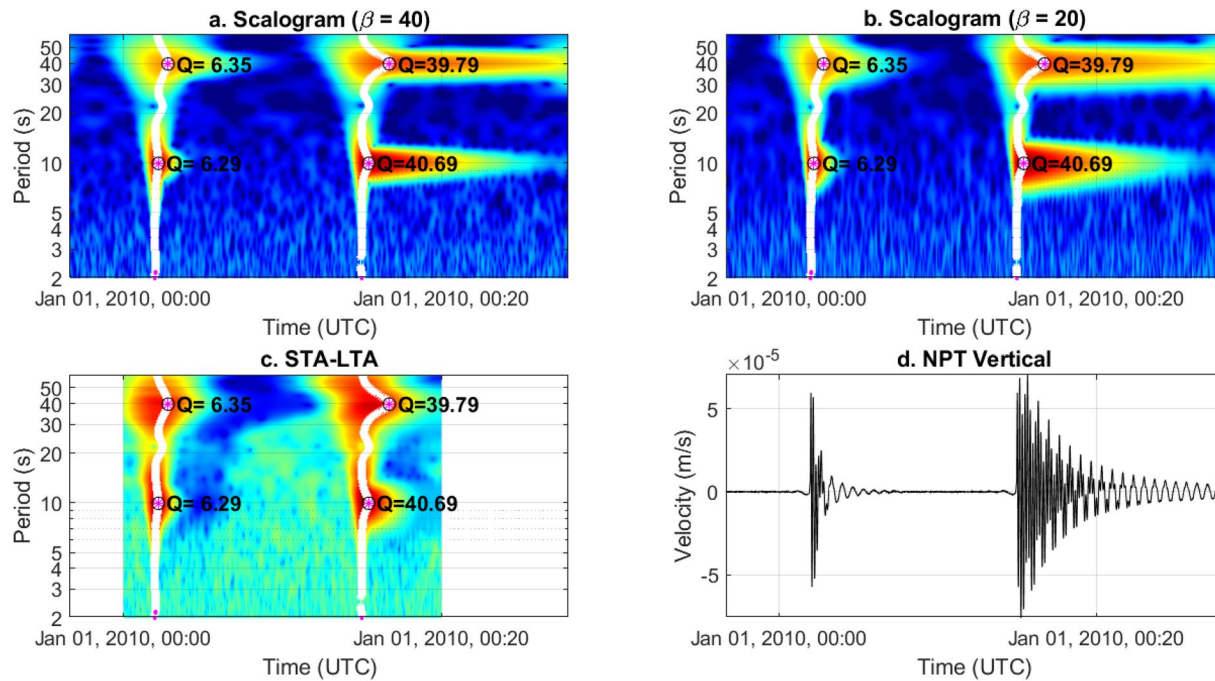 a. Scalogram (β = 40)
50
40
30
20
10
5
4
3
2
Period (s)
Q= 6.35
Q=39.79
Q= 6.29
Q=40.69
Jan 01, 2010, 00:00
Jan 01, 2010, 00:20
Time (UTC)
b. Scalogram (β = 20)
50
40
30
20
10
5
4
3
2
Period (s)
Q= 6.35
Q=39.79
Q= 6.29
Q=40.69
Jan 01, 2010, 00:00
Jan 01, 2010, 00:20
Time (UTC)
c. STA-LTA
50
40
30
20
10
5
4
3
2
Period (s)
Q= 6.35
Q=39.79
Q= 6.29
Q=40.69
Jan 01, 2010, 00:00
Jan 01, 2010, 00:20
Time (UTC)
d. NPT Vertical
×10⁻⁵
5
0
-5
Velocity (m/s)
Jan 01, 2010, 00:00
Jan 01, 2010, 00:20
Time (UTC)